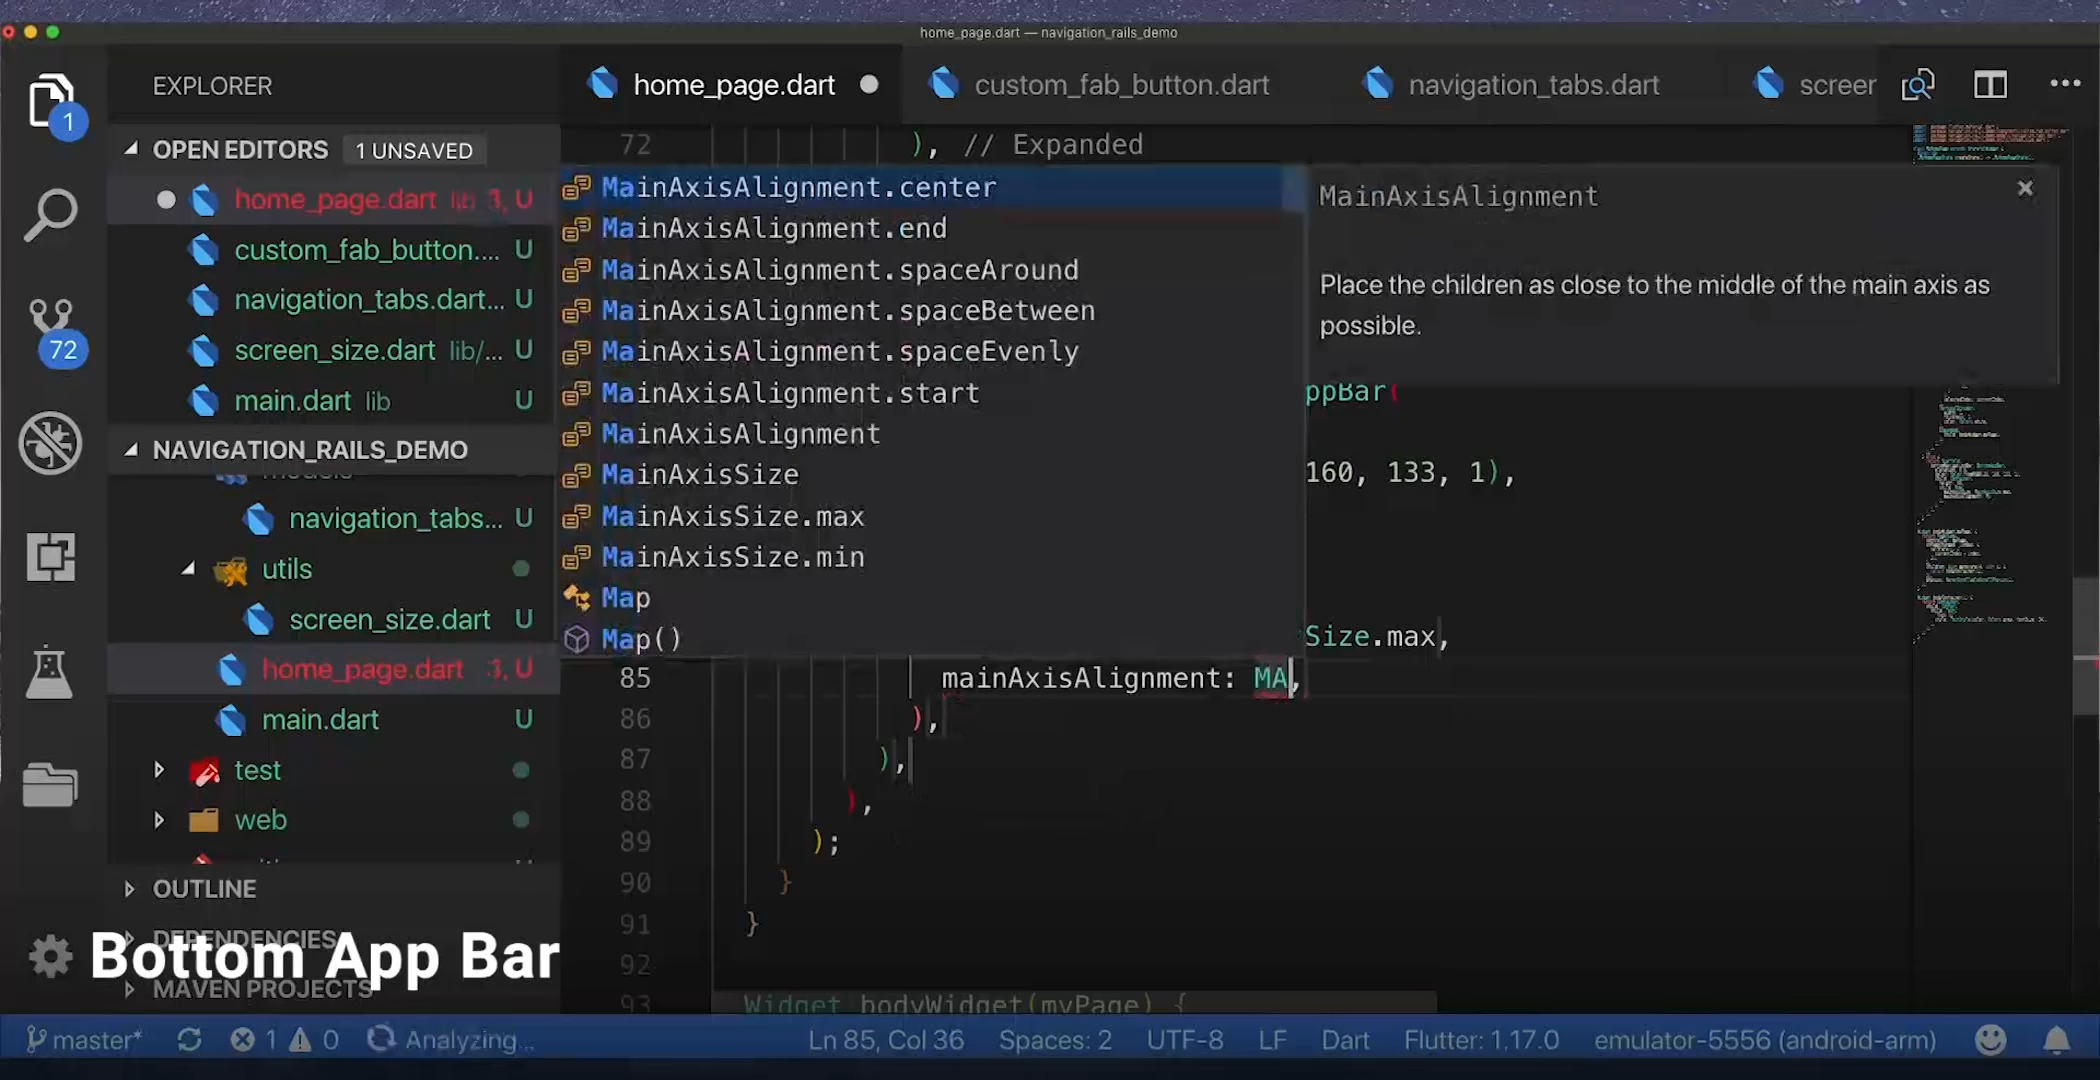 home_page.dart — navigation_rails_demo
EXPLORER
home_page.dart
custom_fab_button.dart
navigation_tabs.dart
screer
1
OPEN EDITORS 1 UNSAVED
home_page.dart lib 3, U
custom_fab_button.... U
navigation_tabs.dart... U
screen_size.dart lib/... U
main.dart lib U
72
NAVIGATION_RAILS_DEMO
models
navigation_tabs... U
utils
screen_size.dart U
home_page.dart 3, U
main.dart U
test
web
OUTLINE
DEPENDENCIES
Bottom App Bar
MAVEN PROJECTS
72 ), // Expanded
MainAxisAlignment.center
MainAxisAlignment.end
MainAxisAlignment.spaceAround
MainAxisAlignment.spaceBetween
MainAxisAlignment.spaceEvenly
MainAxisAlignment.start
MainAxisAlignment
MainAxisSize
MainAxisSize.max
MainAxisSize.min
Map
Map()
MainAxisAlignment
Place the children as close to the middle of the main axis as
possible.
ppBar(
160, 133, 1),
Size.max,
85 mainAxisAlignment: MA,
86 ),
87 ),
88 ),
89 );
90 }
91 }
92
93 Widget bodyWidget(myPage) {
master* 1 0 Analyzing... Ln 85, Col 36 Spaces: 2 UTF-8 LF Dart Flutter: 1.17.0 emulator-5556 (android-arm)